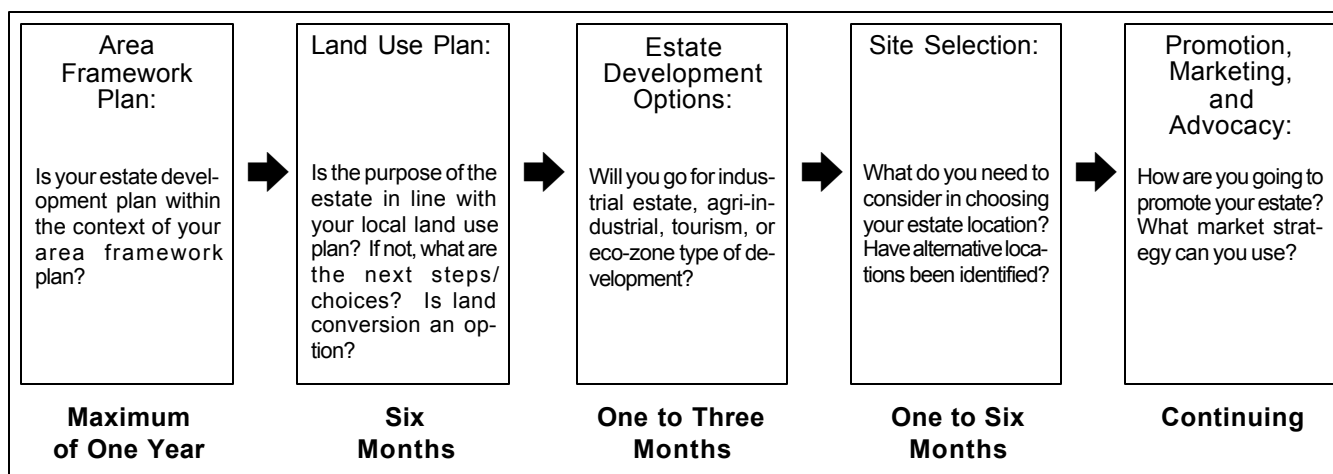 Area
Framework
Plan:
Is your estate devel-
opment plan within
the context of your
area framework
plan?
Maximum
of One Year
Land Use Plan:
Is the purpose of the
estate in line with
your local land use
plan? If not, what are
the next steps/
choices? Is land
conversion an op-
tion?
Six
Months
Estate
Development
Options:
Will you go for indus-
trial estate, agri-in-
dustrial, tourism, or
eco-zone type of de-
velopment?
One to Three
Months
Site Selection:
What do you need to
consider in choosing
your estate location?
Have alternative loca-
tions been identified?
One to Six
Months
Promotion,
Marketing,
and
Advocacy:
How are you going to
promote your estate?
What market strat-
egy can you use?
Continuing